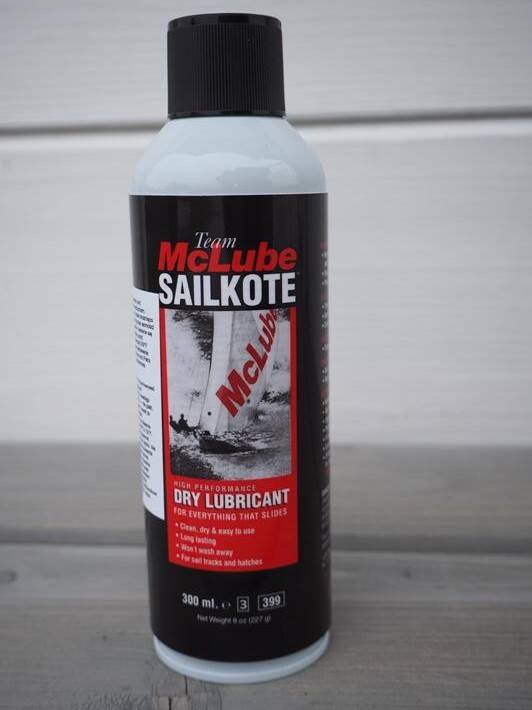 Team
McLube
SAILKOTE™
McLube
HIGH PERFORMANCE
DRY LUBRICANT
FOR EVERYTHING THAT SLIDES
• Clean, dry & easy to use
• Long lasting
• Won't wash away
• For sail tracks and hatches
300 ml. ℮ 3 399
Net Weight 8 oz (227 g)